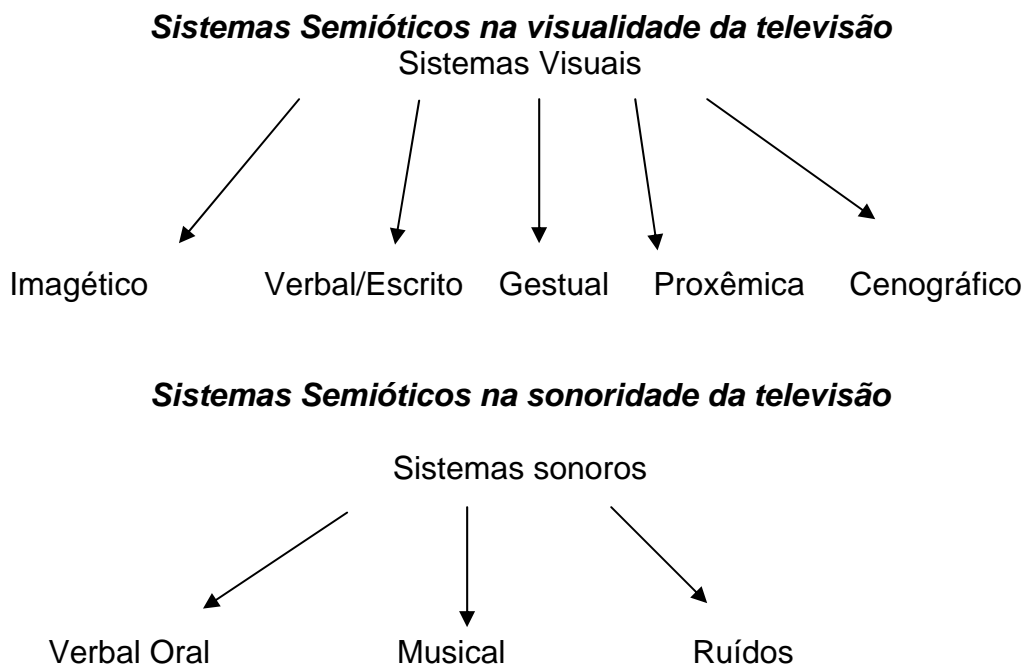 Sistemas Semióticos na visualidade da televisão
Sistemas Visuais
Imagético Verbal/Escrito Gestual Proxêmica Cenográfico
Sistemas Semióticos na sonoridade da televisão
Sistemas sonoros
Verbal Oral Musical Ruídos